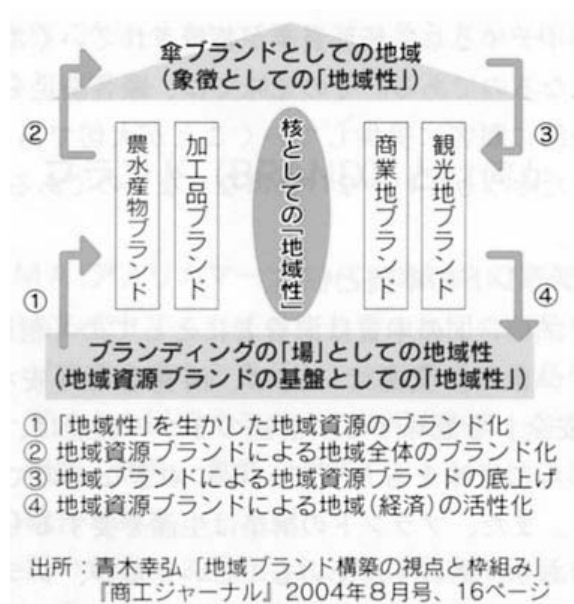 傘ブランドとしての地域
(象徴としての「地域性」)
②
③
農水産物ブランド
加工品ブランド
核としての「地域性」
商業地ブランド
観光地ブランド
①
④
ブランディングの「場」としての地域性
(地域資源ブランドの基盤としての「地域性」)
①「地域性」を生かした地域資源のブランド化
②地域資源ブランドによる地域全体のブランド化
③地域ブランドによる地域資源ブランドの底上げ
④地域資源ブランドによる地域(経済)の活性化
出所：青木幸弘「地域ブランド構築の視点と枠組み」
『商工ジャーナル』2004年8月号、16ページ